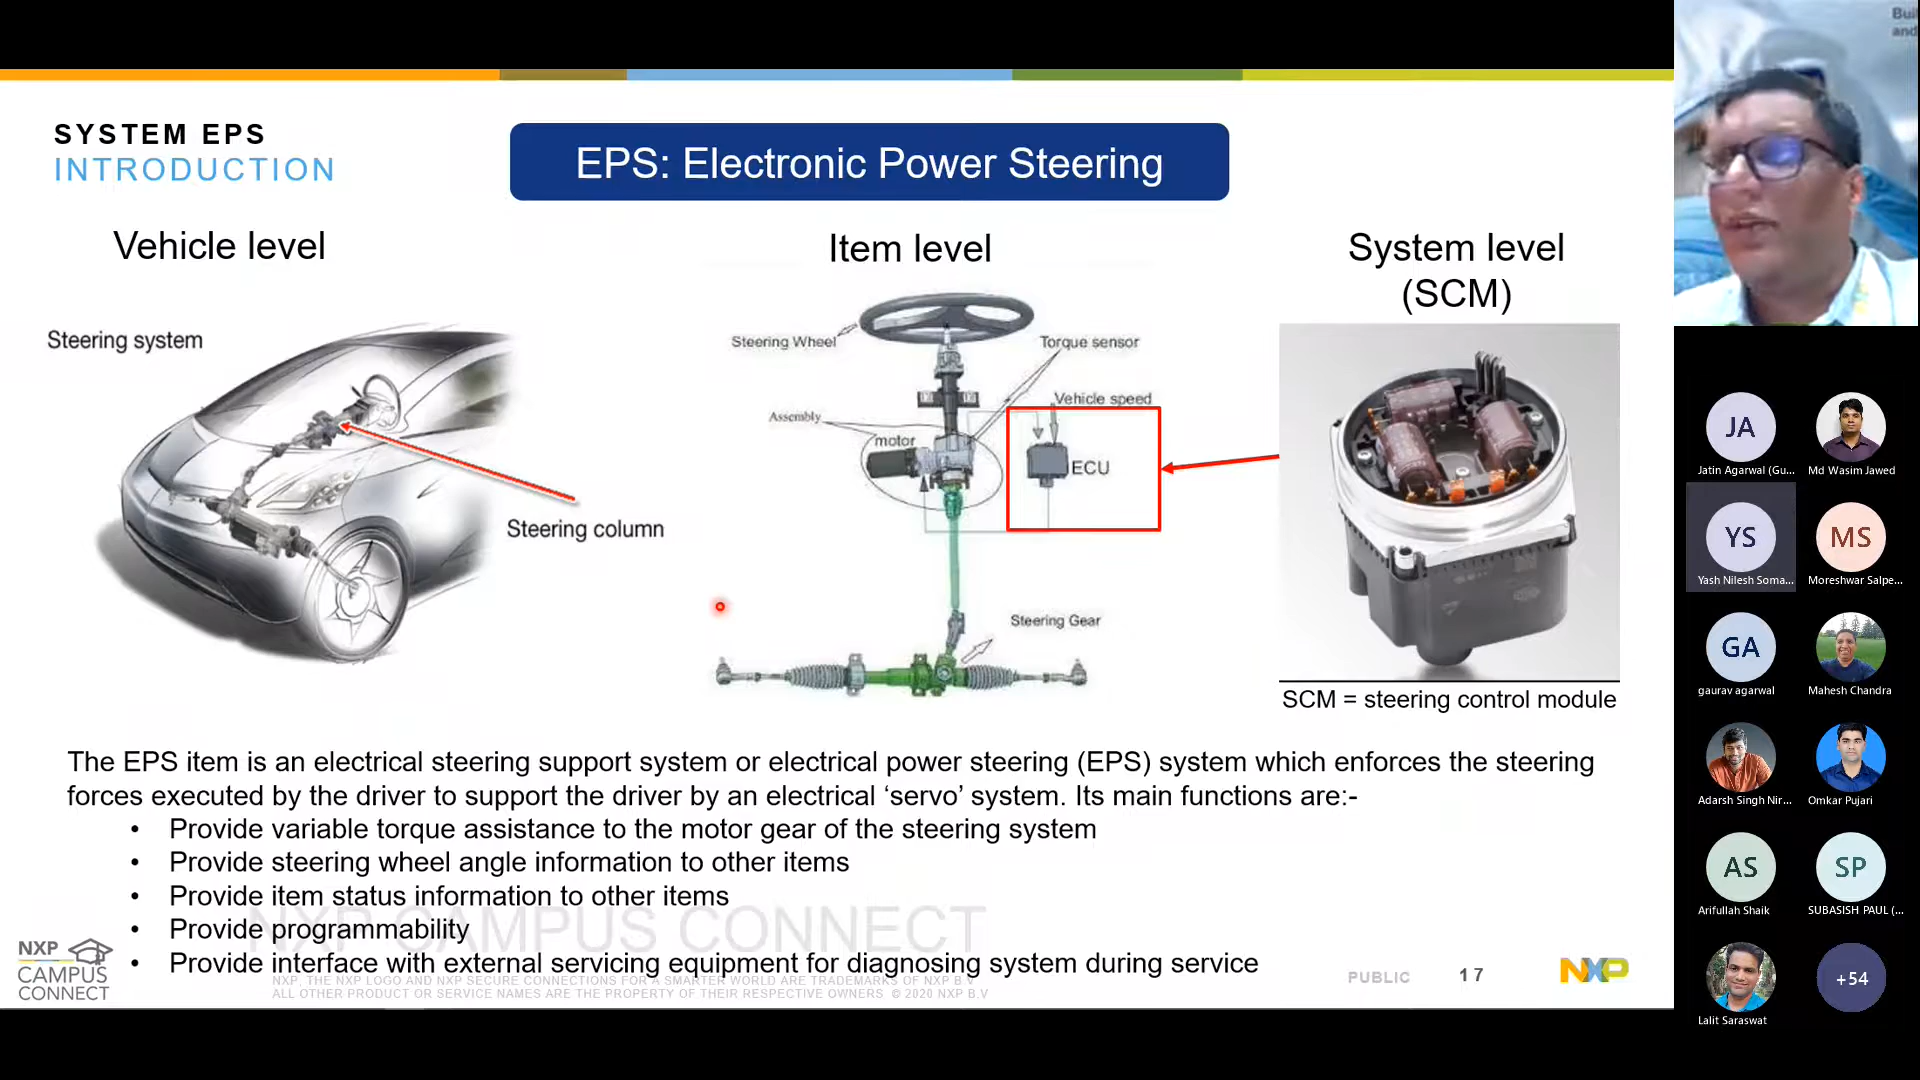 SYSTEM EPS
INTRODUCTION
EPS: Electronic Power Steering
Vehicle level
Item level
System level
(SCM)
Steering system
Steering column
Steering Wheel
Torque sensor
Vehicle speed
Assembly
motor
ECU
Steering Gear
SCM = steering control module
The EPS item is an electrical steering support system or electrical power steering (EPS) system which enforces the steering
forces executed by the driver to support the driver by an electrical ‘servo’ system. Its main functions are:-
• Provide variable torque assistance to the motor gear of the steering system
• Provide steering wheel angle information to other items
• Provide item status information to other items
• Provide programmability
• Provide interface with external servicing equipment for diagnosing system during service
NXP CAMPUS CONNECT
NXP
CAMPUS
CONNECT
NXP, THE NXP LOGO AND NXP SECURE CONNECTIONS FOR A SMARTER WORLD ARE TRADEMARKS OF NXP B.V
ALL OTHER PRODUCT OR SERVICE NAMES ARE THE PROPERTY OF THEIR RESPECTIVE OWNERS © 2020 NXP B.V
PUBLIC
17
NXP
Bui
and
JA
Jatin Agarwal (Gu...
Md Wasim Jawed
YS
Yash Nilesh Soma...
MS
Moreshwar Salpe...
GA
gaurav agarwal
Mahesh Chandra
Adarsh Singh Nir...
Omkar Pujari
AS
Arifullah Shaik
SP
SUBASISH PAUL (...
Lalit Saraswat
+54